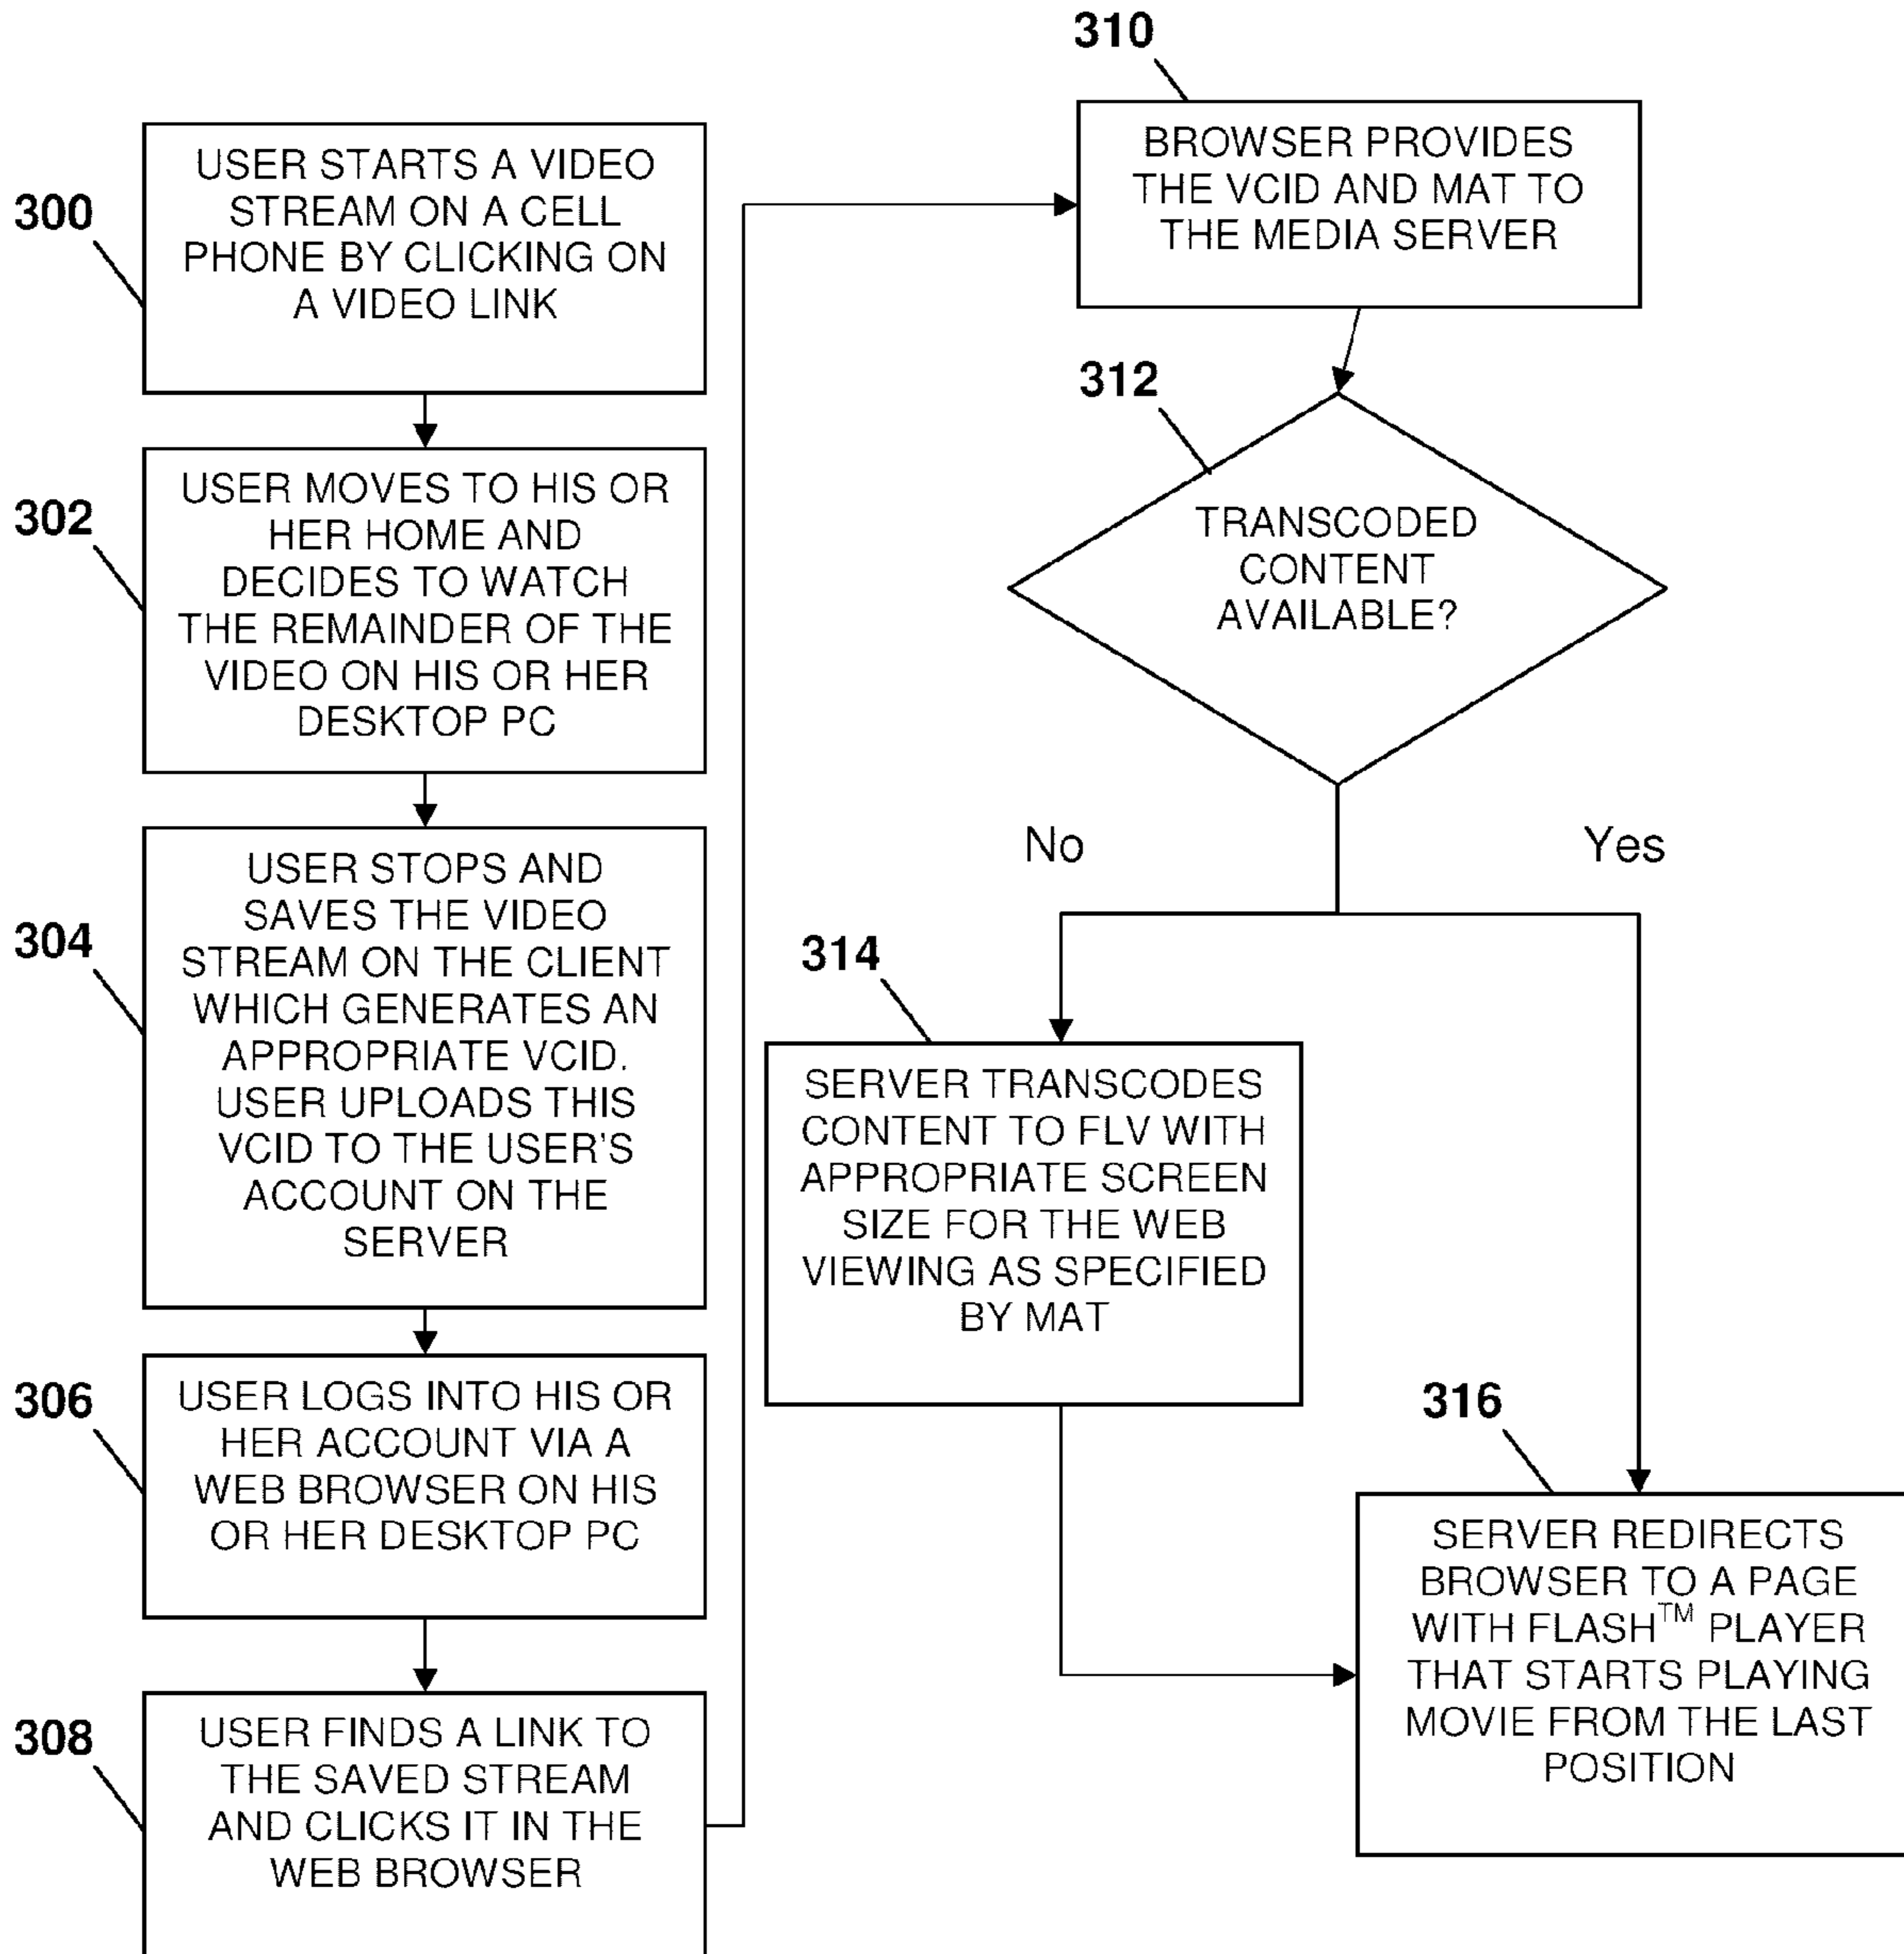 300
USER STARTS A VIDEO
STREAM ON A CELL
PHONE BY CLICKING ON
A VIDEO LINK
302
USER MOVES TO HIS OR
HER HOME AND
DECIDES TO WATCH
THE REMAINDER OF THE
VIDEO ON HIS OR HER
DESKTOP PC
304
USER STOPS AND
SAVES THE VIDEO
STREAM ON THE CLIENT
WHICH GENERATES AN
APPROPRIATE VCID.
USER UPLOADS THIS
VCID TO THE USER'S
ACCOUNT ON THE
SERVER
306
USER LOGS INTO HIS OR
HER ACCOUNT VIA A
WEB BROWSER ON HIS
OR HER DESKTOP PC
308
USER FINDS A LINK TO
THE SAVED STREAM
AND CLICKS IT IN THE
WEB BROWSER
310
BROWSER PROVIDES
THE VCID AND MAT TO
THE MEDIA SERVER
312
TRANSCODED
CONTENT
AVAILABLE?
No
Yes
314
SERVER TRANSCODES
CONTENT TO FLV WITH
APPROPRIATE SCREEN
SIZE FOR THE WEB
VIEWING AS SPECIFIED
BY MAT
316
SERVER REDIRECTS
BROWSER TO A PAGE
WITH FLASH™ PLAYER
THAT STARTS PLAYING
MOVIE FROM THE LAST
POSITION